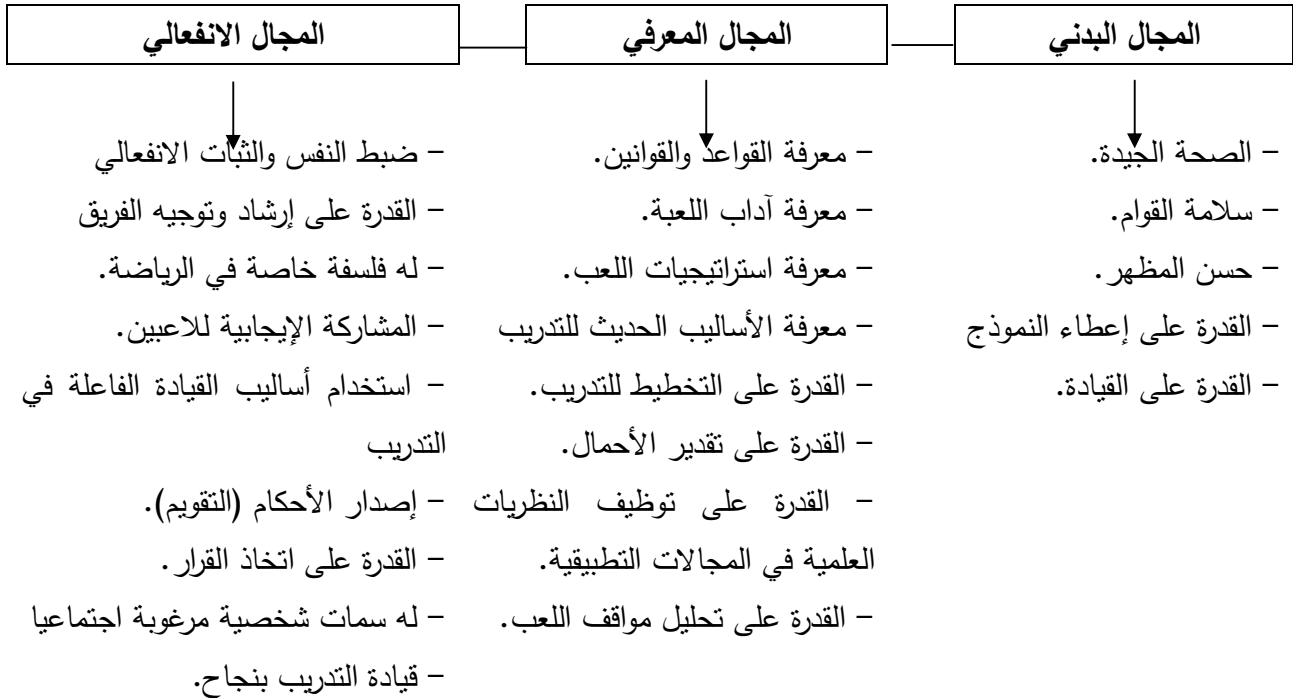 المجال البدني
المجال المعرفي
المجال الانفعالي
– الصحة الجيدة.
– سلامة القوام.
– حسن المظهر.
– القدرة على إعطاء النموذج
– القدرة على القيادة.
– معرفة القواعد والقوانين.
– معرفة آداب اللعبة.
– معرفة استراتيجيات اللعب.
– معرفة الأساليب الحديث للتدريب
– القدرة على التخطيط للتدريب.
– القدرة على تقدير الأحمال.
– القدرة على توظيف النظريات
العلمية في المجالات التطبيقية.
– القدرة على تحليل مواقف اللعب.
– ضبط النفس والثبات الانفعالي
– القدرة على إرشاد وتوجيه الفريق
– له فلسفة خاصة في الرياضة.
– المشاركة الإيجابية للاعبين.
– استخدام أساليب القيادة الفاعلة في
التدريب
– إصدار الأحكام (التقويم).
– القدرة على اتخاذ القرار.
– له سمات شخصية مرغوبة اجتماعيا
– قيادة التدريب بنجاح.